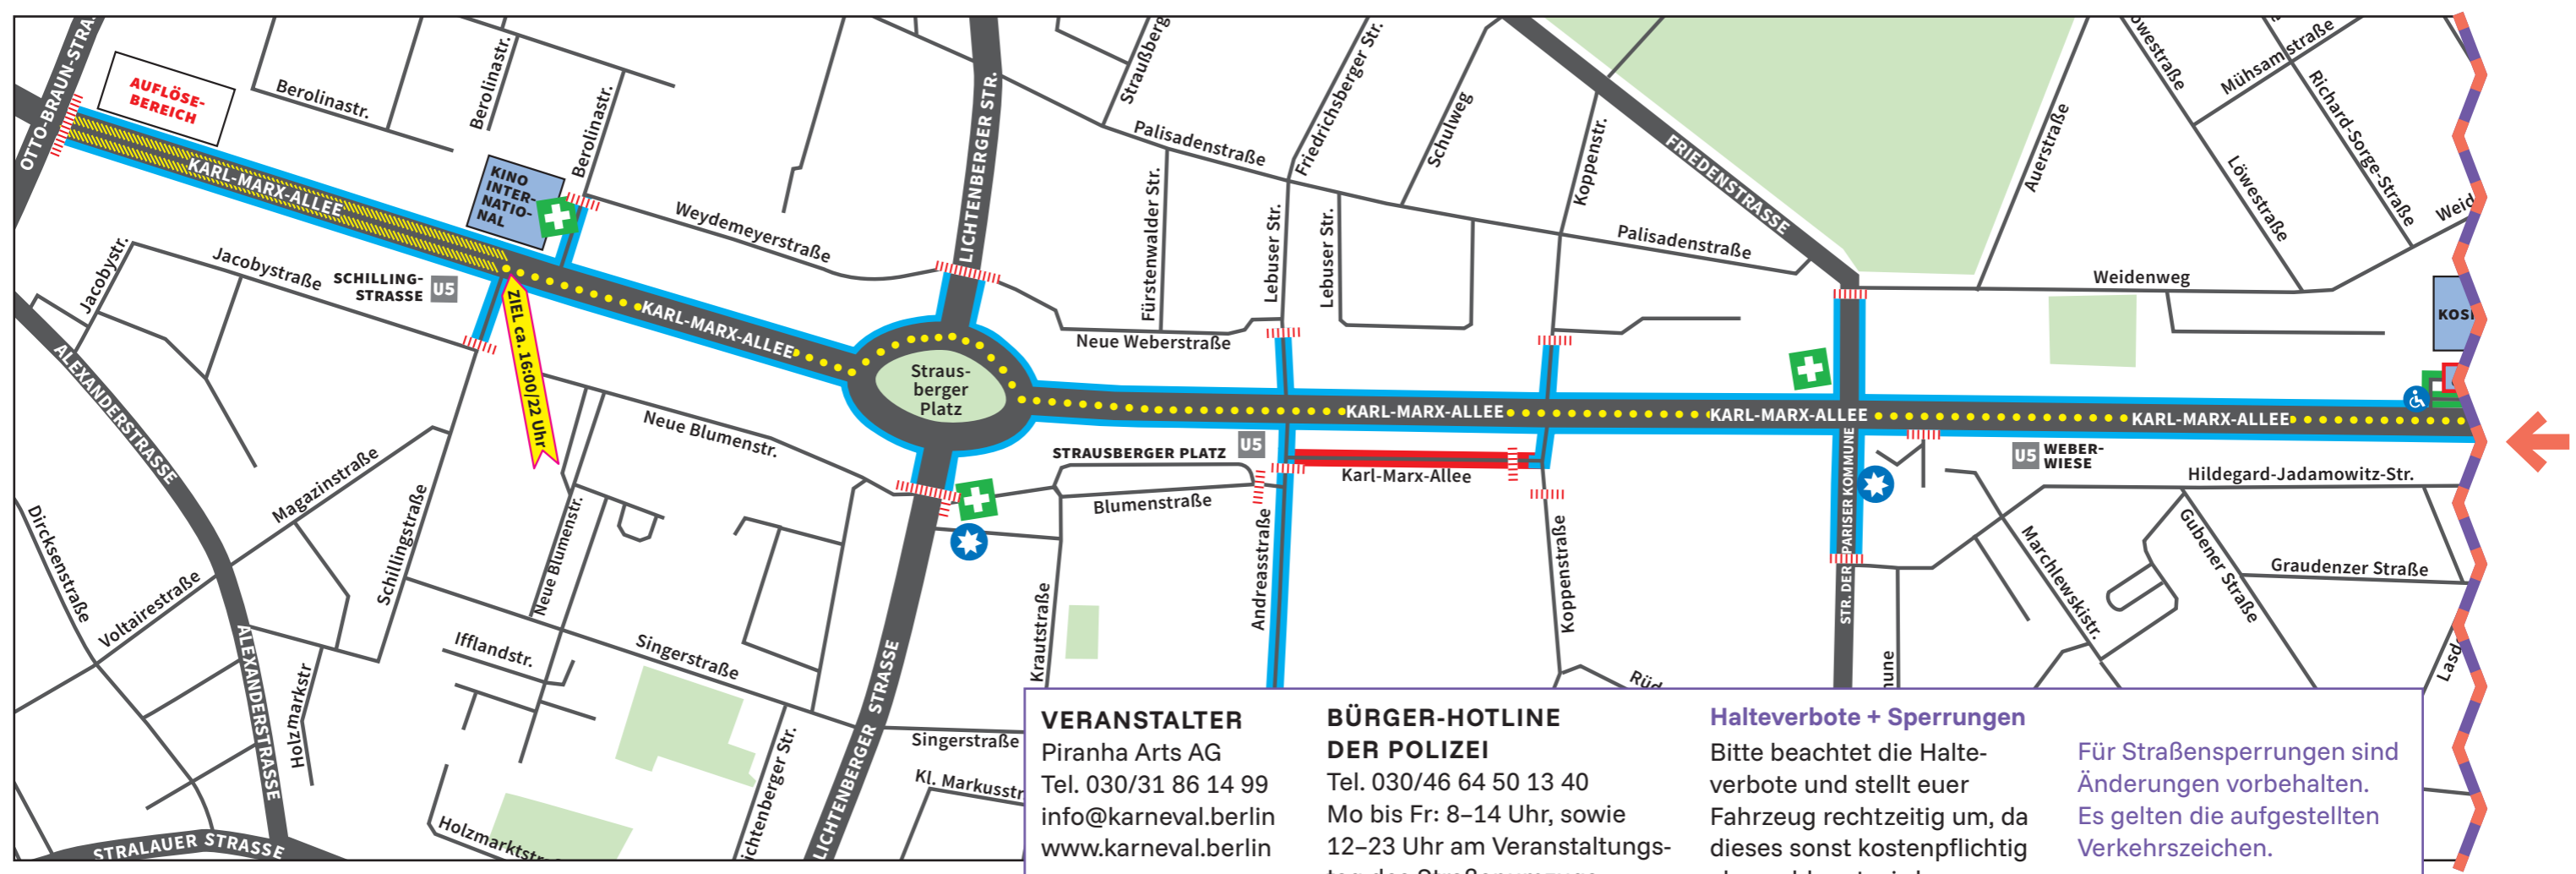 OTTO-BRAUN-STRA
AUFLÖSE-
BEREICH
Berolinastr.
Berolinastr.
Berolinastr.
KINO
INTER-
NATIO-
NAL
KARL-MARX-ALLEE
Weydemeyerstraße
LICHTENBERGER STR.
Straußberg
Palisadenstraße
Friedrichsberger Str.
Schulweg
Koppenstr.
FRIEDENSTRASSE
Auerstraße
Mühsamstraße
Richard-Sorge-Straße
Löwestraße
Weid
Fürstenwalder Str.
Lebuser Str.
Lebuser Str.
Palisadenstraße
Weidenweg
Jacobystr.
Jacobystraße
SCHILLING-
STRASSE
U5
ZIEL ca. 16:00/22 Uhr
KARL-MARX-ALLEE
Neue Weberstraße
Straus-
berger
Platz
KARL-MARX-ALLEE
KARL-MARX-ALLEE
KARL-MARX-ALLEE
ALEXANDERSTRASSE
Neue Blumenstr.
STRAUSBERGER PLATZ
U5
Karl-Marx-Allee
U5
WEBER-
WIESE
Hildegard-Jadamowitz-Str.
Magazinstraße
Schillingstraße
Neue Blumenstr.
Blumenstraße
Andreasstraße
Koppenstraße
STR. DER PARISER KOMMUNE
Marchlewskistr.
Gubener Straße
Graudenzer Straße
Dircksenstraße
Voltairestraße
ALEXANDERSTRASSE
Holzmarkstr
Ifflandstr.
Singerstraße
Krautstraße
LICHTENBERGER STRASSE
Singerstraße
Kl. Markusstr
Holzmarktstr
STRALAUER STRASSE
ichtenberger Str.
Rüd
mune
Lasd
VERANSTALTER
Piranha Arts AG
Tel. 030/31 86 14 99
info@karneval.berlin
www.karneval.berlin
BÜRGER-HOTLINE
DER POLIZEI
Tel. 030/46 64 50 13 40
Mo bis Fr: 8–14 Uhr, sowie
12–23 Uhr am Veranstaltungs-
Halteverbote + Sperrungen
Bitte beachtet die Halte-
verbote und stellt euer
Fahrzeug rechtzeitig um, da
dieses sonst kostenpflichtig
Für Straßensperrungen sind
Änderungen vorbehalten.
Es gelten die aufgestellten
Verkehrszeichen.